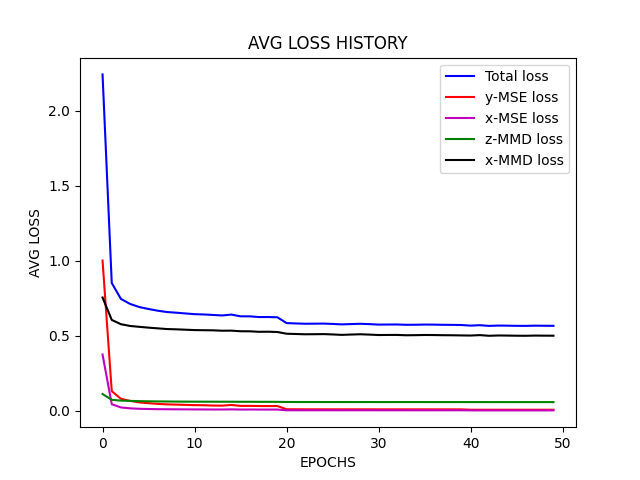 AVG LOSS HISTORY
Total loss
y-MSE loss
x-MSE loss
z-MMD loss
x-MMD loss
AVG LOSS
2.0
1.5
1.0
0.5
0.0
0 10 20 30 40 50
EPOCHS